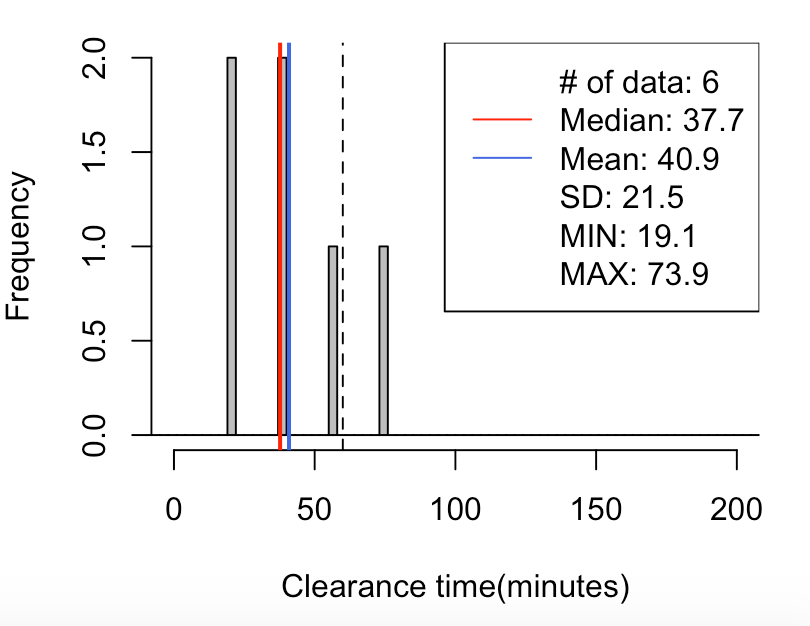 # of data: 6
Median: 37.7
Mean: 40.9
SD: 21.5
MIN: 19.1
MAX: 73.9
Frequency
2.0
1.5
1.0
0.5
0.0
0 50 100 150 200
Clearance time(minutes)